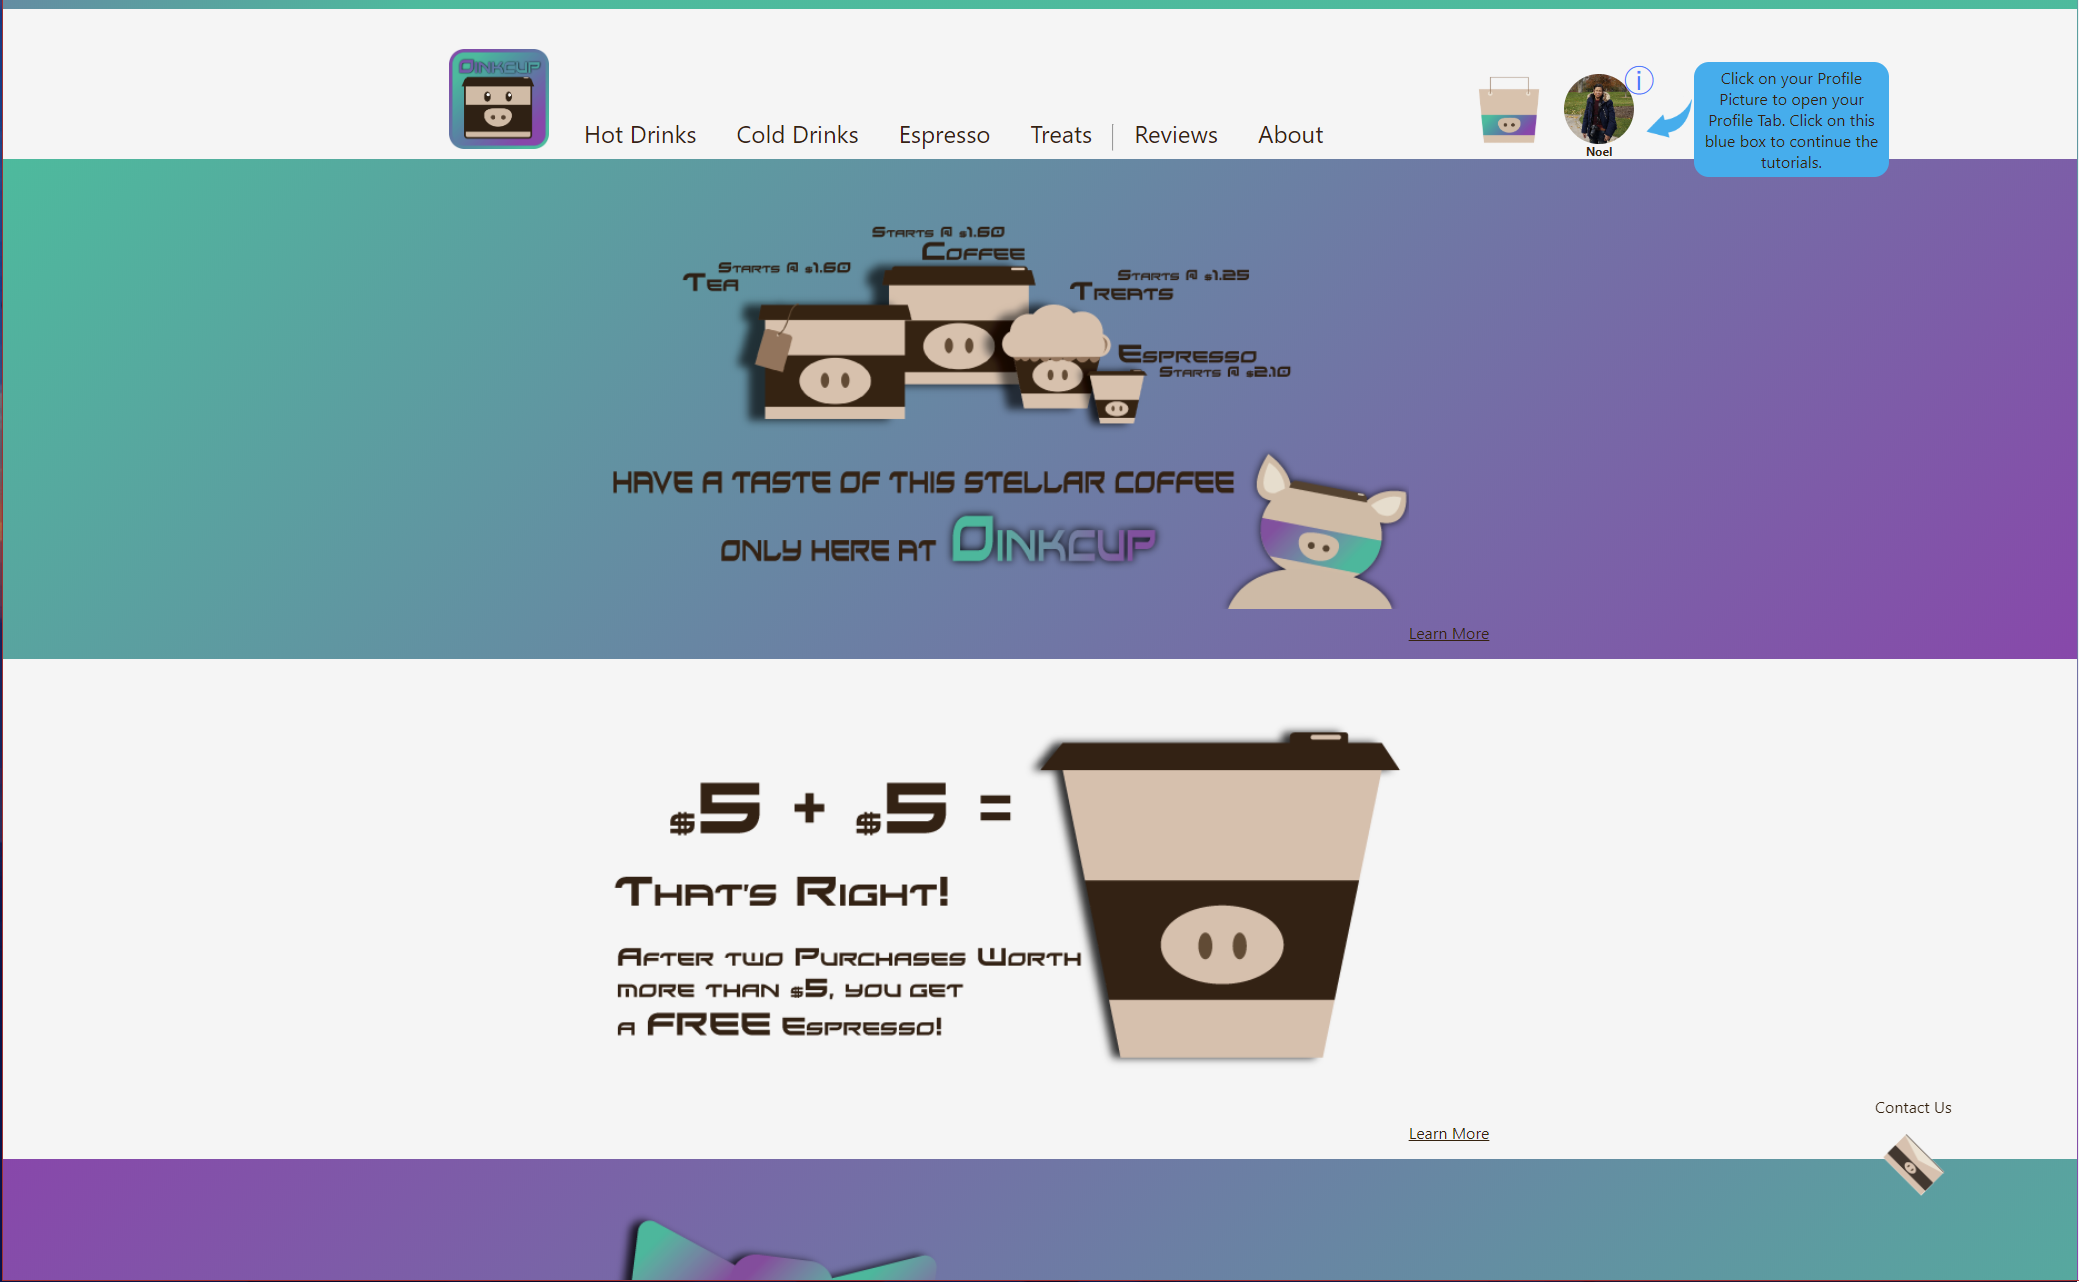 OINKCUP
Hot Drinks
Cold Drinks
Espresso
Treats
Reviews
About
Noel
i
Click on your Profile
Picture to open your
Profile Tab. Click on this
blue box to continue the
tutorials.
Starts @ $1.60
Coffee
Starts @ $1.60
Tea
Starts @ $1.25
Treats
Espresso
Starts @ $2.10
HAVE A TASTE OF THIS STELLAR COFFEE
ONLY HERE AT OINKCUP
Learn More
$5 + $5 =
That's Right!
After two Purchases Worth
more than $5, you get
a FREE Espresso!
Contact Us
Learn More